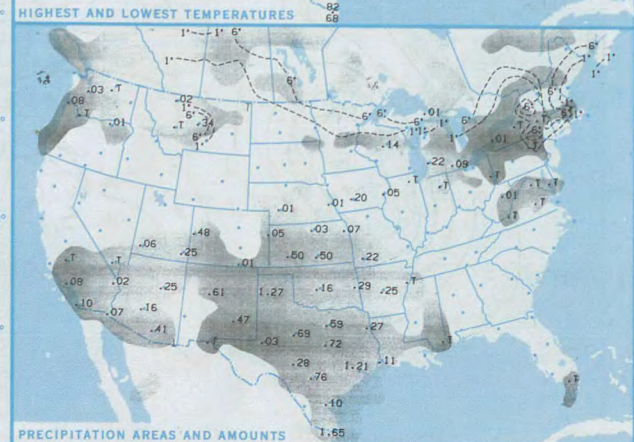 82
68
HIGHEST AND LOWEST TEMPERATURES
1" 1" 6"
1" 6"
6" 1"
1"
.03 T .02
.08 T .01 T 6" .34
6" 1"
6" 6" .01
1" 1" 6"
.14 .01 T
.22 .09
.01 .01 .20 .05 T T
.01 T T
T
.48 .05 .03 .07
.06 .25 .01 .50 .50 .22
T T
.08 .02 .25 .61 1.27 .16 .29 .25 T
.10 .07 .16 .47 .59 .27
.41 T .03 .69 .72 T
.28 1.21 .11
.76 T
.10
1.65
PRECIPITATION AREAS AND AMOUNTS